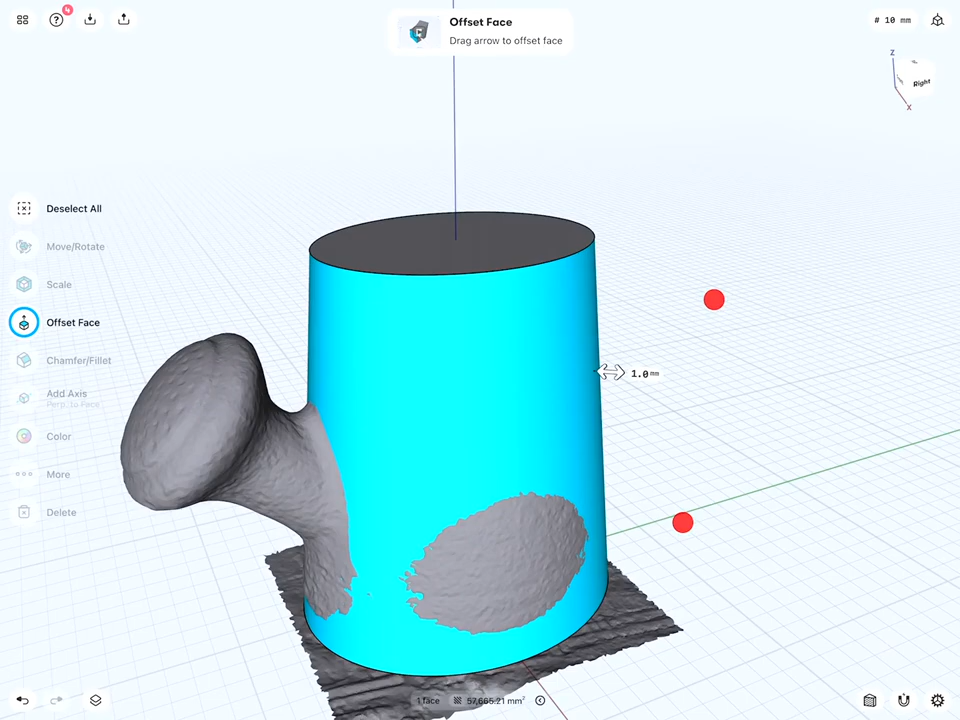 4
Offset Face
Drag arrow to offset face
# 10 mm
Z
Right
X
Deselect All
Move/Rotate
Scale
Offset Face
Chamfer/Fillet
Add Axis
Perp. to Face
Color
More
Delete
1.0 mm
1 face
57,665.21 mm²